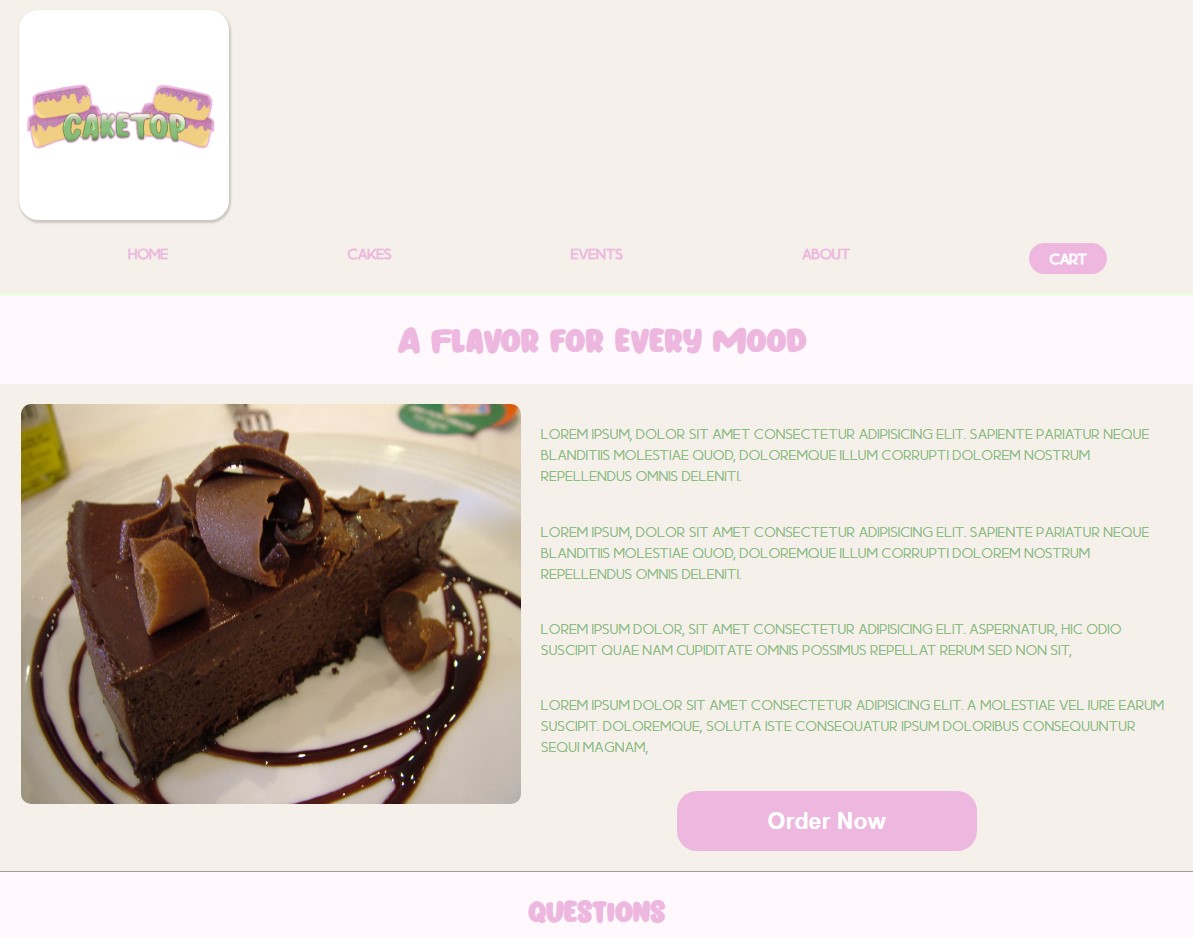 CAKETOP
HOME
CAKES
EVENTS
ABOUT
CART
A FLAVOR FOR EVERY MOOD
LOREM IPSUM, DOLOR SIT AMET CONSECTETUR ADIPISICING ELIT. SAPIENTE PARIATUR NEQUE
BLANDITIIS MOLESTIAE QUOD, DOLOREMQUE ILLUM CORRUPTI DOLOREM NOSTRUM
REPELLENDUS OMNIS DELENITI.
LOREM IPSUM, DOLOR SIT AMET CONSECTETUR ADIPISICING ELIT. SAPIENTE PARIATUR NEQUE
BLANDITIIS MOLESTIAE QUOD, DOLOREMQUE ILLUM CORRUPTI DOLOREM NOSTRUM
REPELLENDUS OMNIS DELENITI.
LOREM IPSUM DOLOR, SIT AMET CONSECTETUR ADIPISICING ELIT. ASPERNATUR, HIC ODIO
SUSCIPIT QUAE NAM CUPIDITATE OMNIS POSSIMUS REPELLAT RERUM SED NON SIT,
LOREM IPSUM DOLOR SIT AMET CONSECTETUR ADIPISICING ELIT. A MOLESTIAE VEL IURE EARUM
SUSCIPIT. DOLOREMQUE, SOLUTA ISTE CONSEQUATUR IPSUM DOLORIBUS CONSEQUUNTUR
SEQUI MAGNAM,
Order Now
QUESTIONS